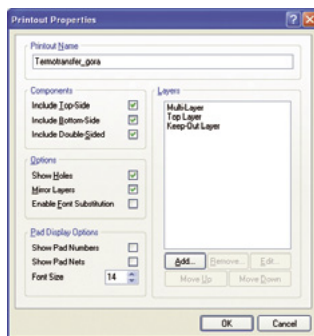 Printout Properties
Printout Name
Termotransfer_gora
Components
Include Top-Side
Include Bottom-Side
Include Double-Sided
Options
Show Holes
Mirror Layers
Enable Font Substitution
Pad Display Options
Show Pad Numbers
Show Pad Nets
Font Size 14
Layers
Multi-Layer
Top Layer
Keep-Out Layer
Add... Remove... Edit...
Move Up Move Down
OK Cancel